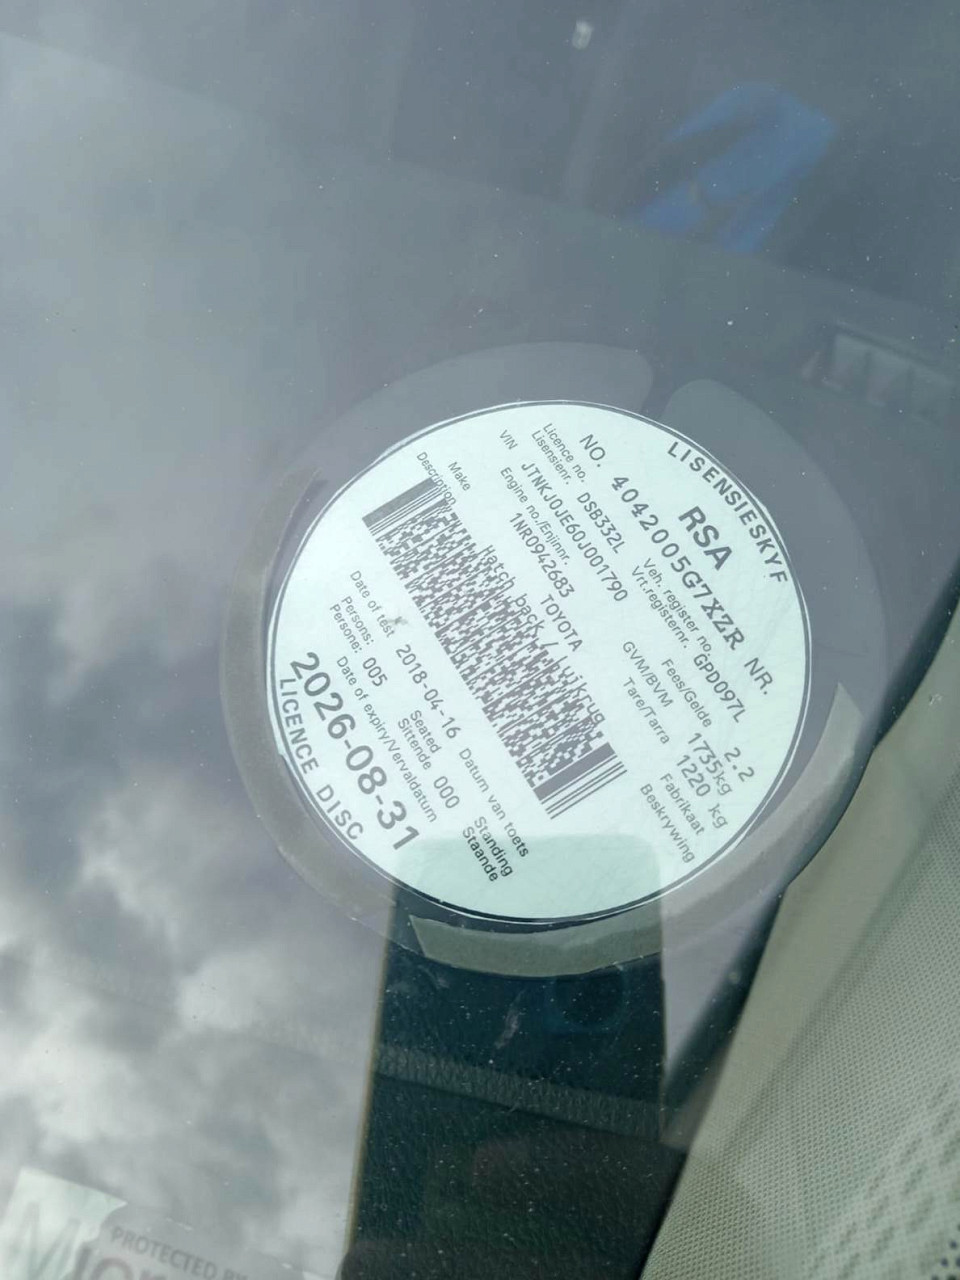 LISENSIESKYF
RSA
NO. 4042005G7XZR NR.
Licence no.
Lisensienr. DSB332L
Veh. register no.
Vrt.registernr. GPD097L
VIN JTNKJ0JE60J001790
Fees/Gelde 2.2
Engine no./Enjinnr.
1NR0942683
GVM/BVM 1735kg
Tare/Tarra 1220 kg
Make TOYOTA Fabrikaat
Description Hatch back / Luikrug Beskrywing
Date of test 2018-04-16 Datum van toets
Persons: 005 Seated 000 Standing
Persone: Sittende Staande
Date of expiry/Vervaldatum
2026-08-31
LICENCE DISC
PROTECTED BY